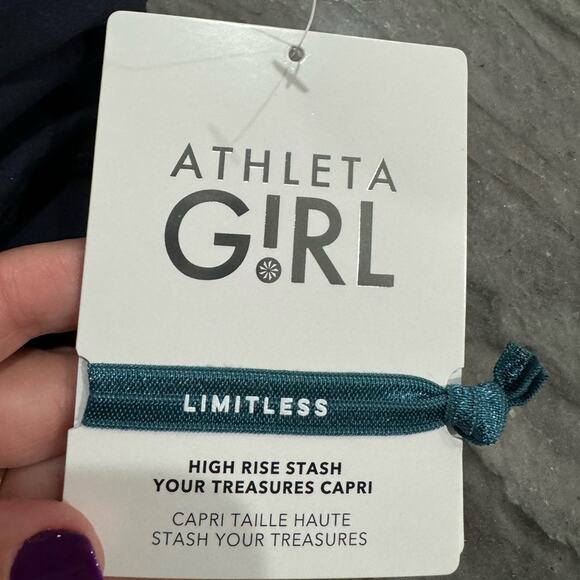 ATHLETA
G!RL
LIMITLESS
HIGH RISE STASH
YOUR TREASURES CAPRI
CAPRI TAILLE HAUTE
STASH YOUR TREASURES